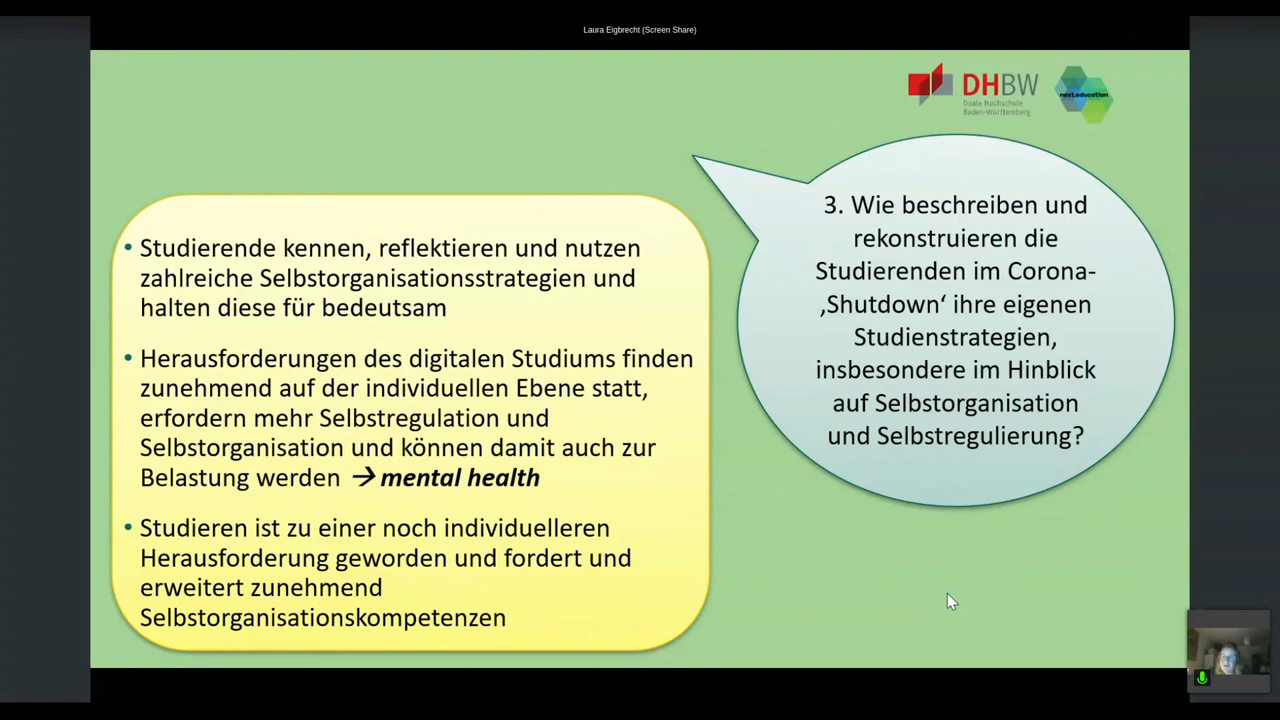 Laura Eigbrecht (Screen Share)
DHBW
Duale Hochschule
Baden-Württemberg
next.education
3. Wie beschreiben und
rekonstruieren die
Studierenden im Corona-
‚Shutdown‘ ihre eigenen
Studienstrategien,
insbesondere im Hinblick
auf Selbstorganisation
und Selbstregulierung?
• Studierende kennen, reflektieren und nutzen
zahlreiche Selbstorganisationsstrategien und
halten diese für bedeutsam
• Herausforderungen des digitalen Studiums finden
zunehmend auf der individuellen Ebene statt,
erfordern mehr Selbstregulation und
Selbstorganisation und können damit auch zur
Belastung werden → mental health
• Studieren ist zu einer noch individuelleren
Herausforderung geworden und fordert und
erweitert zunehmend
Selbstorganisationskompetenzen